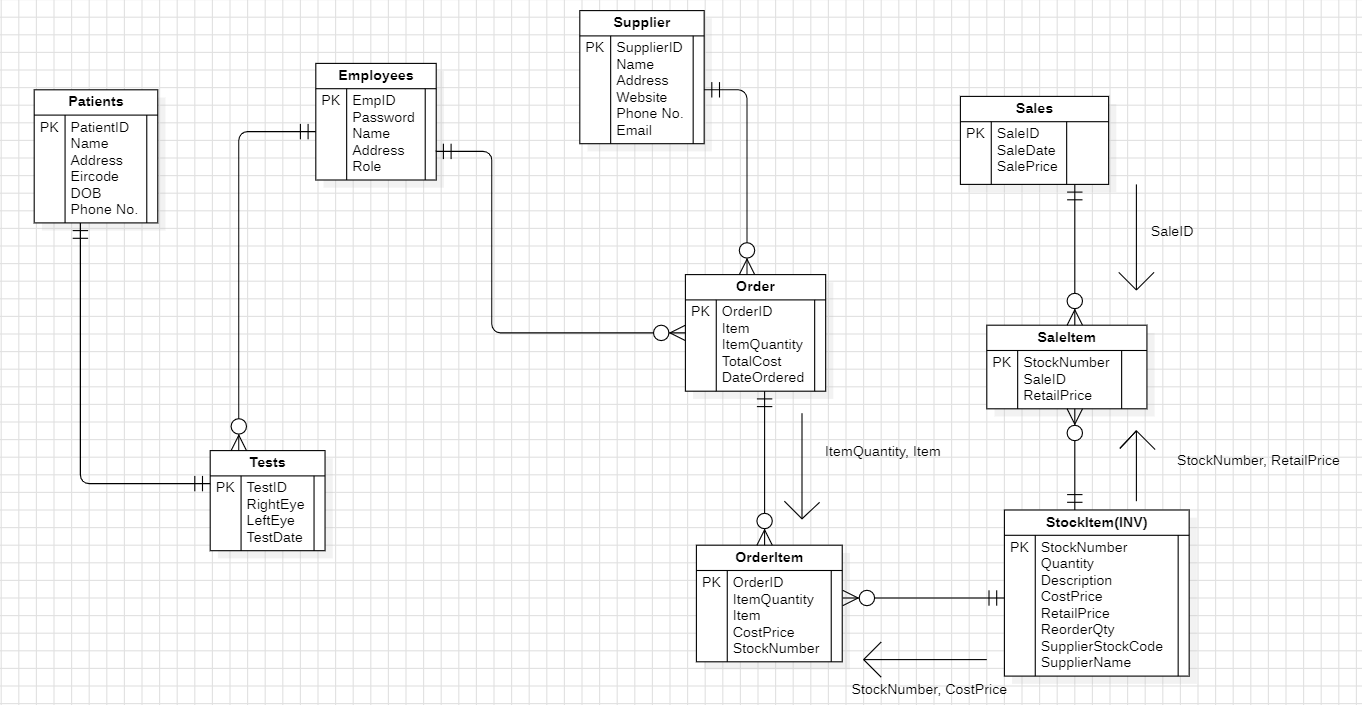 Supplier
PK SupplierID
Name
Address
Website
Phone No.
Email
Employees
PK EmpID
Password
Name
Address
Role
Patients
PK PatientID
Name
Address
Eircode
DOB
Phone No.
Sales
PK SaleID
SaleDate
SalePrice
SaleID
Order
PK OrderID
Item
ItemQuantity
TotalCost
DateOrdered
SaleItem
PK StockNumber
SaleID
RetailPrice
ItemQuantity, Item
StockNumber, RetailPrice
Tests
PK TestID
RightEye
LeftEye
TestDate
StockItem(INV)
PK StockNumber
Quantity
Description
CostPrice
RetailPrice
ReorderQty
SupplierStockCode
SupplierName
OrderItem
PK OrderID
ItemQuantity
Item
CostPrice
StockNumber
StockNumber, CostPrice